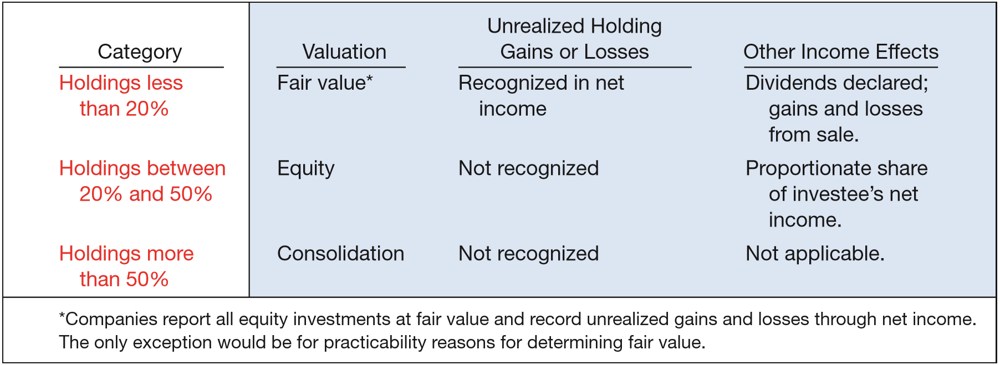 Category
Valuation
Unrealized Holding
Gains or Losses
Other Income Effects
Holdings less
than 20%
Fair value*
Recognized in net
income
Dividends declared;
gains and losses
from sale.
Holdings between
20% and 50%
Equity
Not recognized
Proportionate share
of investee’s net
income.
Holdings more
than 50%
Consolidation
Not recognized
Not applicable.
*Companies report all equity investments at fair value and record unrealized gains and losses through net income.
The only exception would be for practicability reasons for determining fair value.